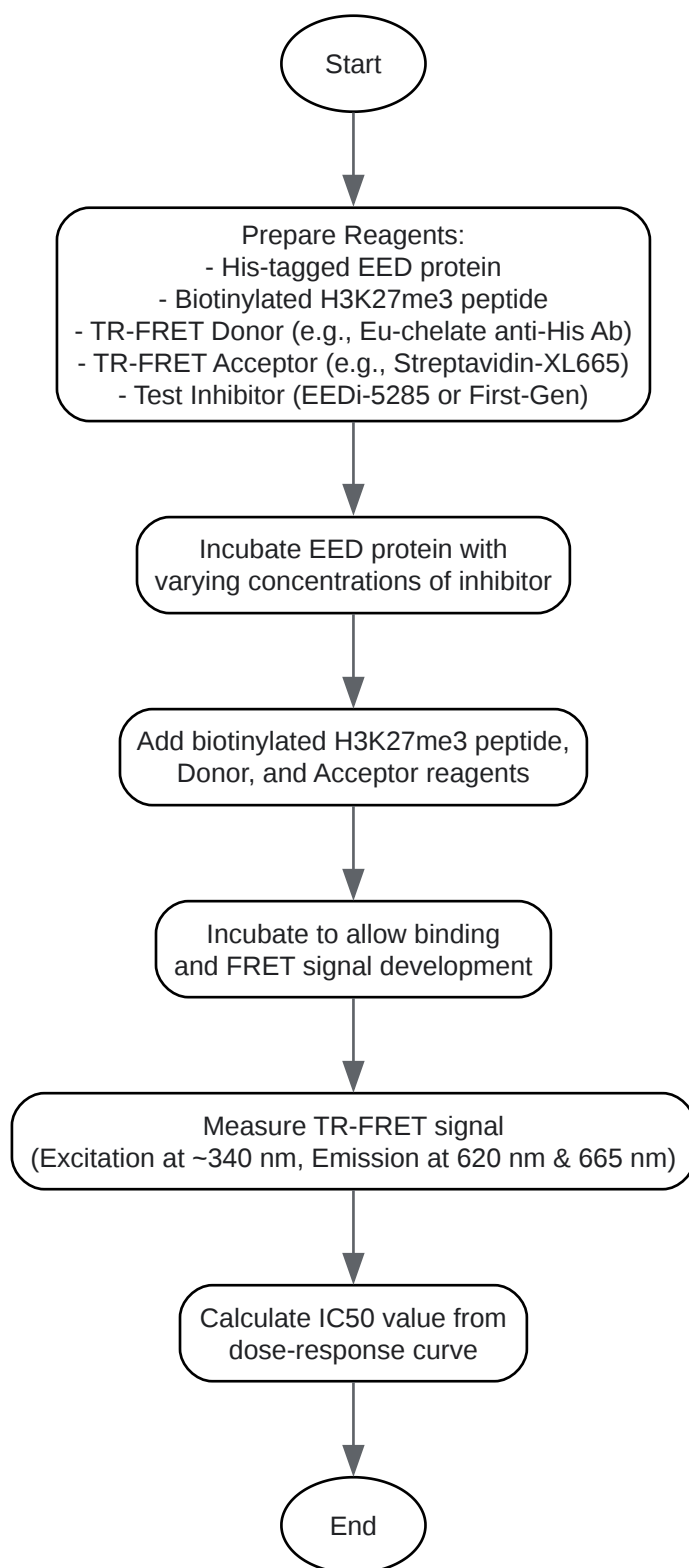 Start
Prepare Reagents:
- His-tagged EED protein
- Biotinylated H3K27me3 peptide
- TR-FRET Donor (e.g., Eu-chelate anti-His Ab)
- TR-FRET Acceptor (e.g., Streptavidin-XL665)
- Test Inhibitor (EEDi-5285 or First-Gen)
Incubate EED protein with
varying concentrations of inhibitor
Add biotinylated H3K27me3 peptide,
Donor, and Acceptor reagents
Incubate to allow binding
and FRET signal development
Measure TR-FRET signal
(Excitation at ~340 nm, Emission at 620 nm & 665 nm)
Calculate IC50 value from
dose-response curve
End